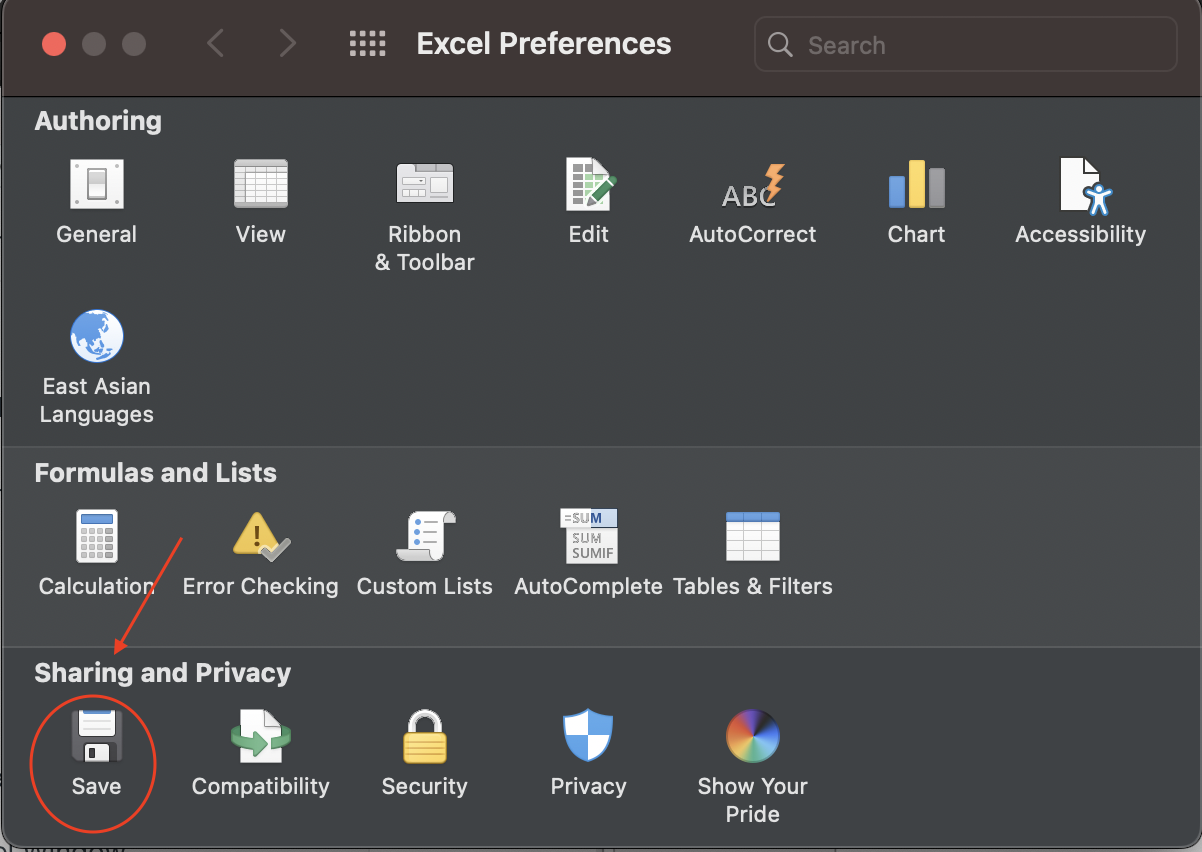 Excel Preferences
Search
Authoring
General
View
Ribbon
& Toolbar
Edit
ABC
AutoCorrect
Chart
Accessibility
East Asian
Languages
Formulas and Lists
Calculation
Error Checking
Custom Lists
=SUM
SUM
SUMIF
AutoComplete
Tables & Filters
Sharing and Privacy
Save
Compatibility
Security
Privacy
Show Your
Pride